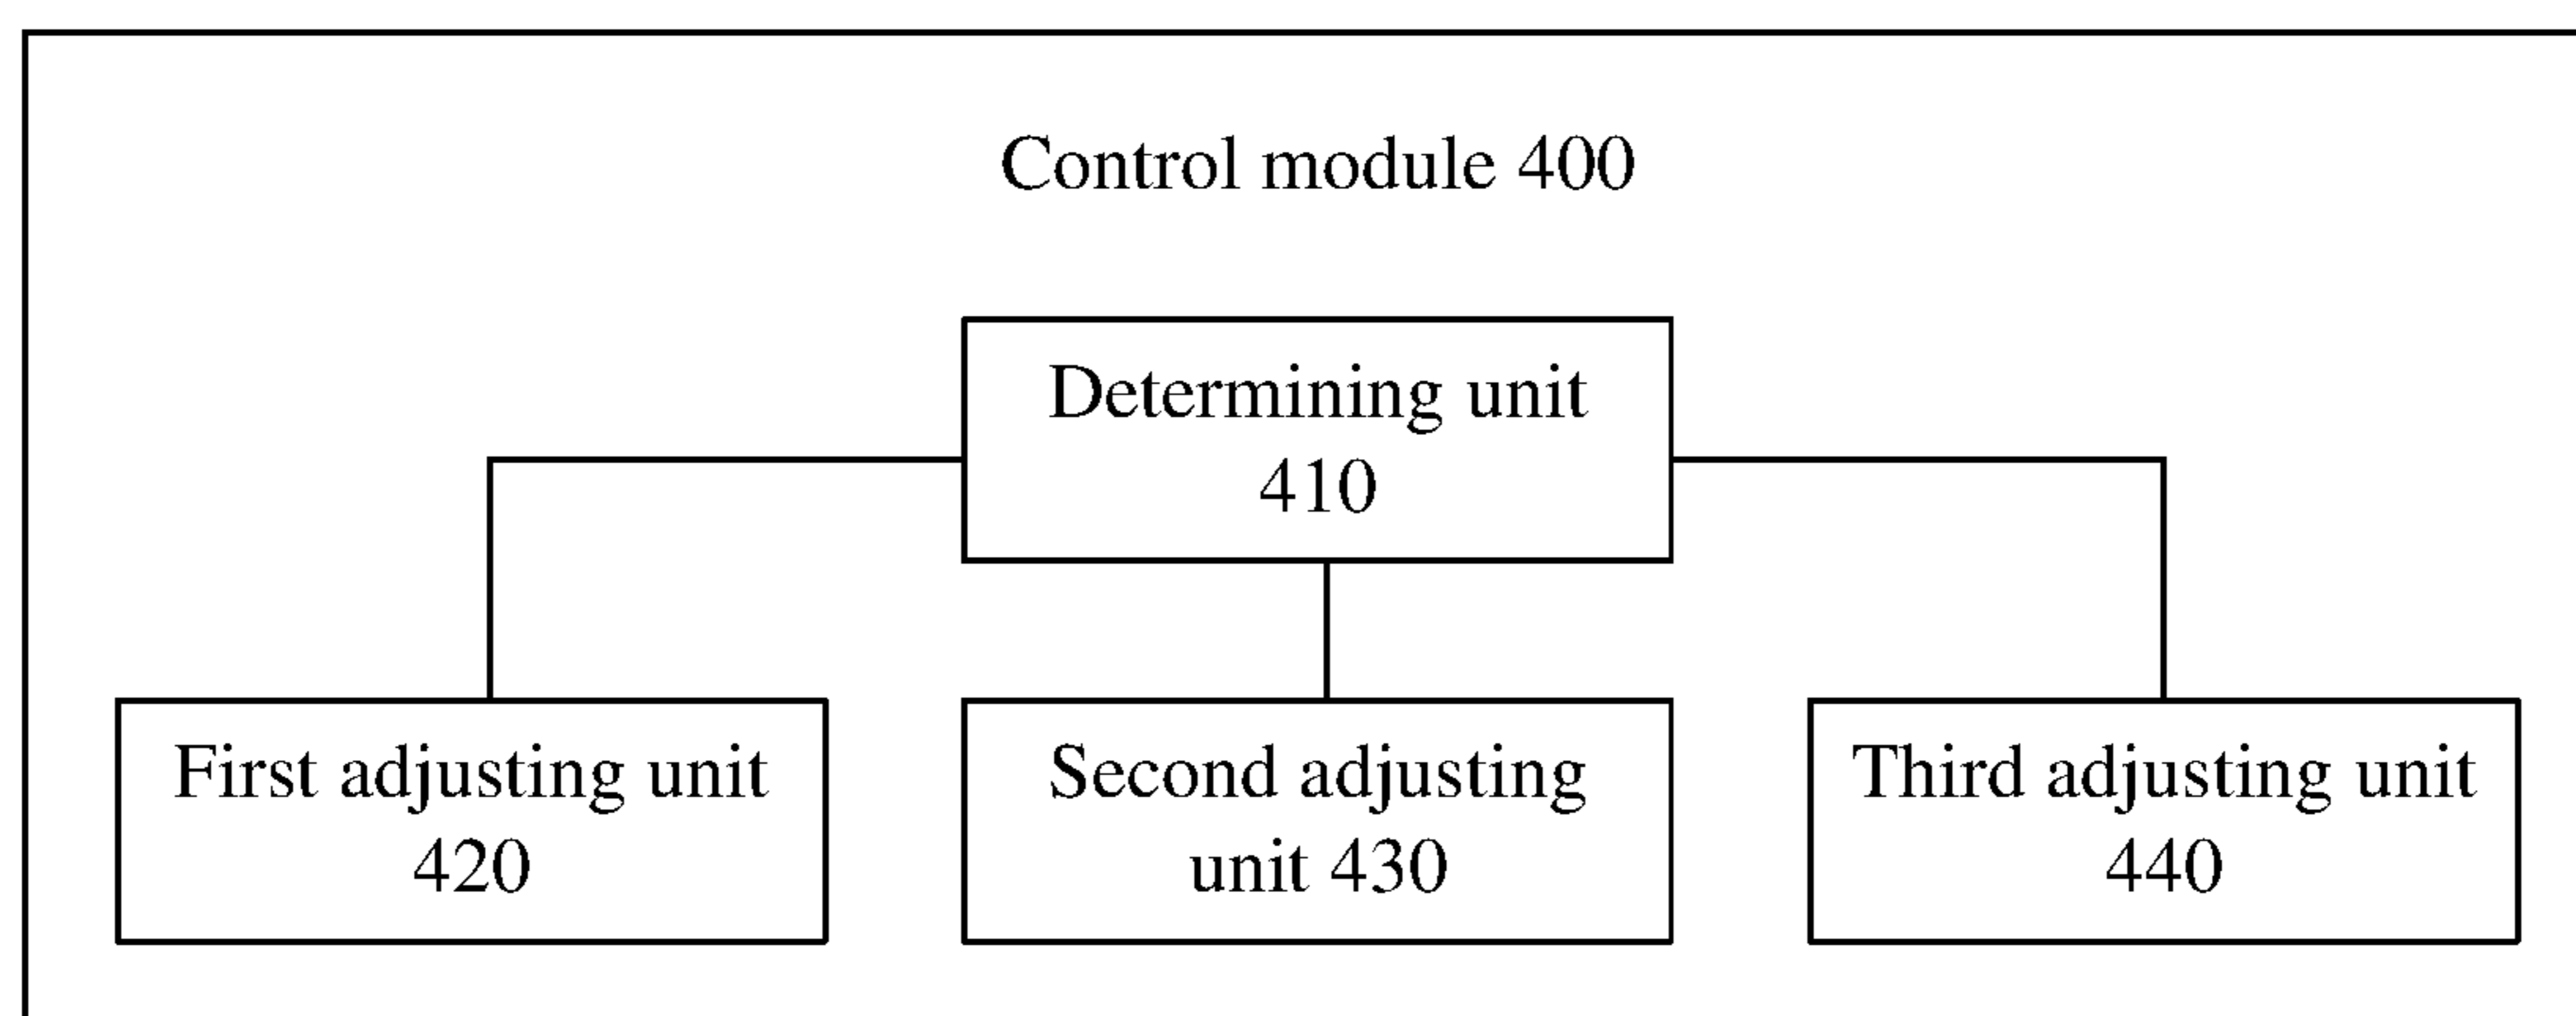 Control module 400
Determining unit
410
First adjusting unit
420
Second adjusting
unit 430
Third adjusting unit
440